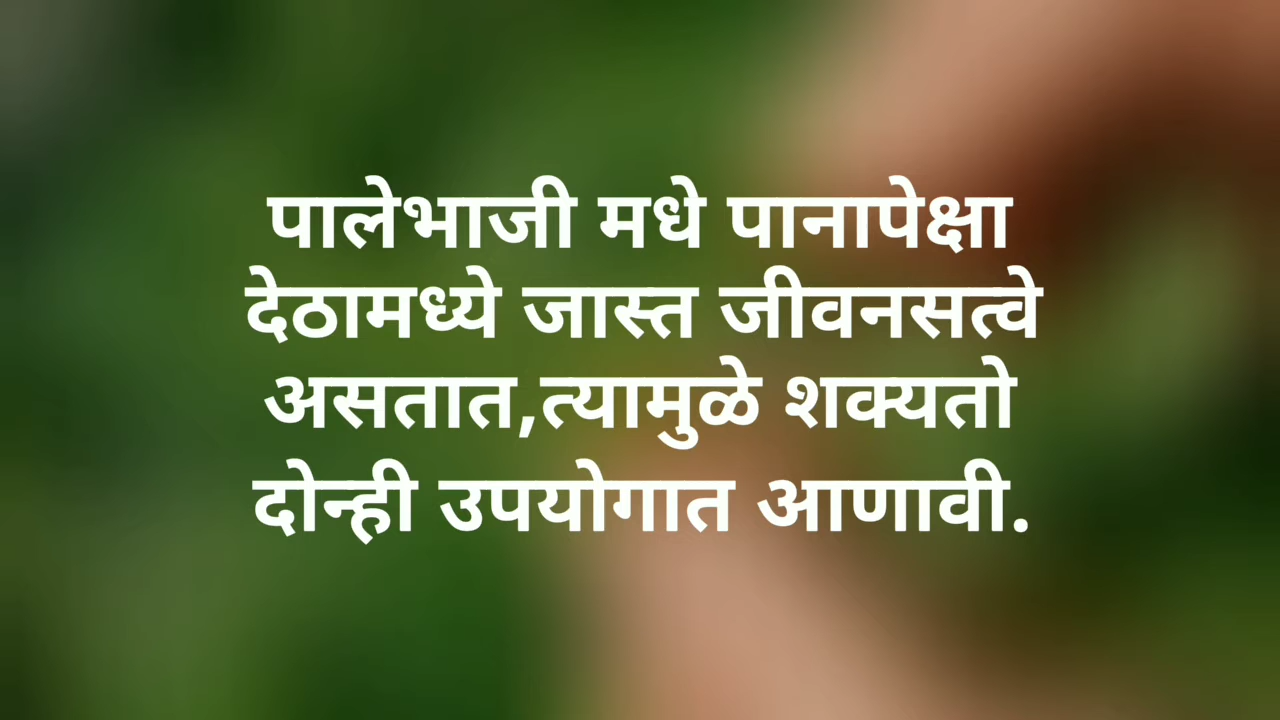 पालेभाजी मधे पानापेक्षा
देठामध्ये जास्त जीवनसत्वे
असतात,त्यामुळे शक्यतो
दोन्ही उपयोगात आणावी.